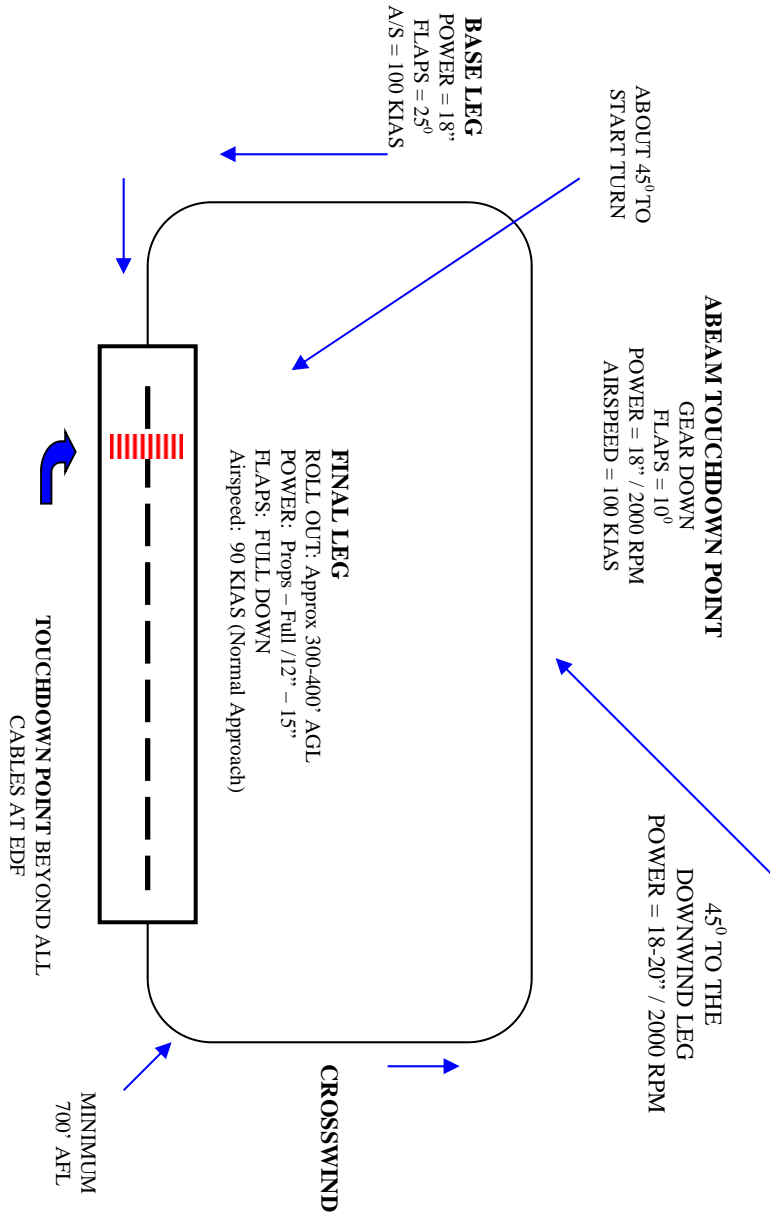 45⁰ TO THE
DOWNWIND LEG
POWER = 18-20” / 2000 RPM
ABEAM TOUCHDOWN POINT
GEAR DOWN
FLAPS = 10⁰
POWER = 18” / 2000 RPM
AIRSPEED = 100 KIAS
ABOUT 45⁰ TO
START TURN
BASE LEG
POWER = 18”
FLAPS = 25⁰
A/S = 100 KIAS
FINAL LEG
ROLL OUT: Approx 300-400’ AGL
POWER: Props – Full /12” – 15”
FLAPS: FULL DOWN
Airspeed: 90 KIAS (Normal Approach)
CROSSWIND
MINIMUM
700’ AFL
TOUCHDOWN POINT BEYOND ALL
CABLES AT EDF